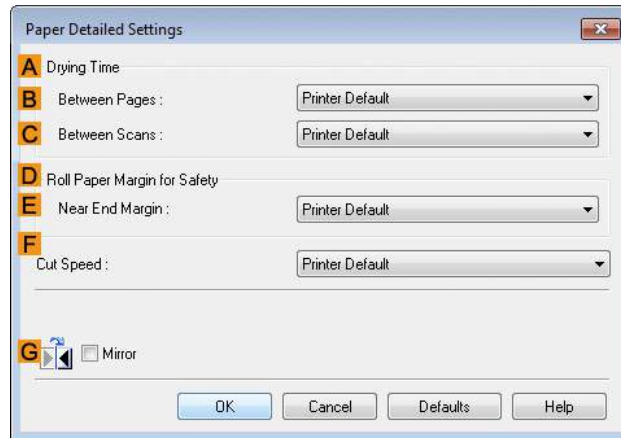 Paper Detailed Settings
A Drying Time
B Between Pages : Printer Default
C Between Scans : Printer Default
D Roll Paper Margin for Safety
E Near End Margin : Printer Default
F
Cut Speed : Printer Default
G Mirror
OK Cancel Defaults Help